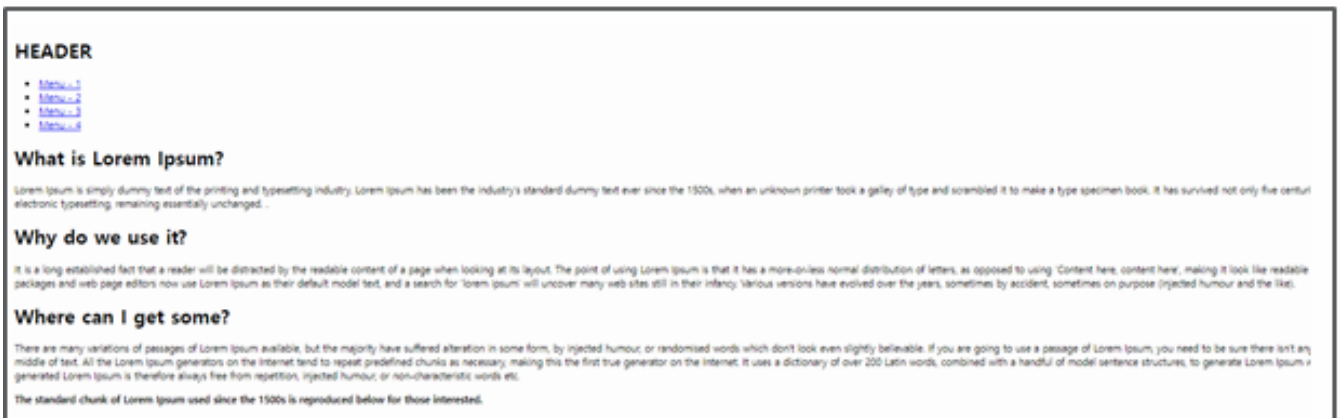 HEADER
Menu - 1
Menu - 2
Menu - 3
Menu - 4
What is Lorem Ipsum?
Lorem Ipsum is simply dummy text of the printing and typesetting industry. Lorem Ipsum has been the industry's standard dummy text ever since the 1500s, when an unknown printer took a galley of type and scrambled it to make a type specimen book. It has survived not only five centuri
electronic typesetting, remaining essentially unchanged. .
Why do we use it?
It is a long established fact that a reader will be distracted by the readable content of a page when looking at its layout. The point of using Lorem Ipsum is that it has a more-or-less normal distribution of letters, as opposed to using 'Content here, content here', making it look like readable
packages and web page editors now use Lorem Ipsum as their default model text, and a search for 'lorem ipsum' will uncover many web sites still in their infancy. Various versions have evolved over the years, sometimes by accident, sometimes on purpose (injected humour and the like).
Where can I get some?
There are many variations of passages of Lorem Ipsum available, but the majority have suffered alteration in some form, by injected humour, or randomised words which don't look even slightly believable. If you are going to use a passage of Lorem Ipsum, you need to be sure there isn't any
middle of text. All the Lorem Ipsum generators on the Internet tend to repeat predefined chunks as necessary, making this the first true generator on the Internet. It uses a dictionary of over 200 Latin words, combined with a handful of model sentence structures, to generate Lorem Ipsum
generated Lorem Ipsum is therefore always free from repetition, injected humour, or non-characteristic words etc.
The standard chunk of Lorem Ipsum used since the 1500s is reproduced below for those interested.